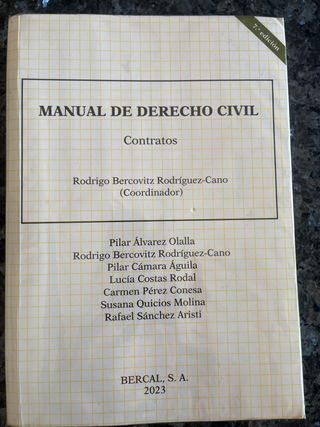 7.ª edición
MANUAL DE DERECHO CIVIL
Contratos
Rodrigo Bercovitz Rodríguez-Cano
(Coordinador)
Pilar Álvarez Olalla
Rodrigo Bercovitz Rodríguez-Cano
Pilar Cámara Águila
Lucía Costas Rodal
Carmen Pérez Conesa
Susana Quicios Molina
Rafael Sánchez Aristi
BERCAL, S. A.
2023